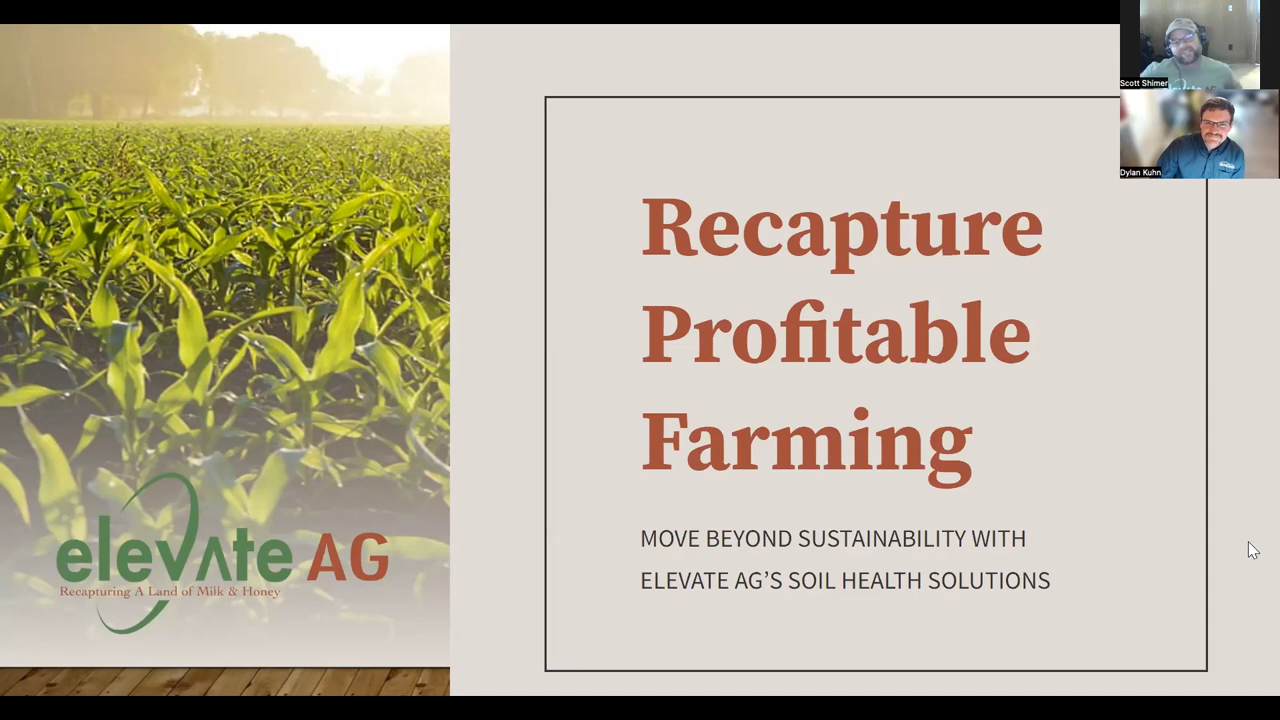 Scott Shimer
Dylan Kuhn
Recapture
Profitable
Farming
MOVE BEYOND SUSTAINABILITY WITH
ELEVATE AG’S SOIL HEALTH SOLUTIONS
elevate AG
Recapturing A Land of Milk & Honey